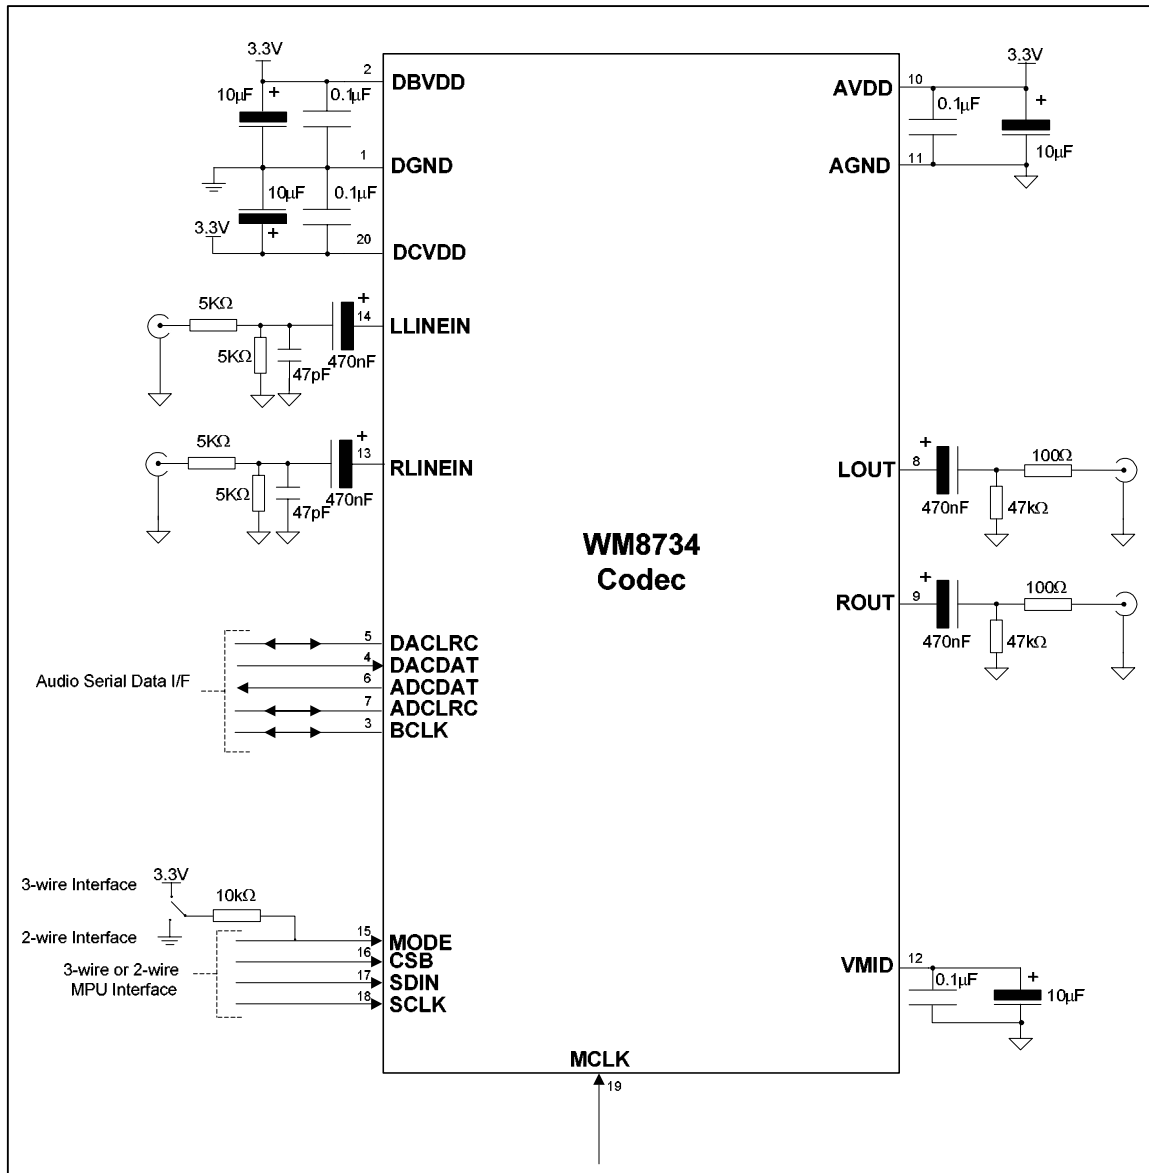 3.3V
2
DBVDD
10µF
+
0.1µF
1
DGND
10µF
0.1µF
3.3V
+
20
DCVDD
5KΩ
+
14
LLINEIN
5KΩ
47pF
470nF
5KΩ
+
13
RLINEIN
5KΩ
47pF
470nF
WM8734
Codec
Audio Serial Data I/F
5
DACLRC
4
DACDAT
6
ADCDAT
7
ADCLRC
3
BCLK
3-wire Interface
3.3V
10kΩ
2-wire Interface
3-wire or 2-wire
MPU Interface
15
MODE
16
CSB
17
SDIN
18
SCLK
MCLK
19
3.3V
AVDD
10
0.1µF
+
10µF
AGND
11
LOUT
8
+
470nF
100Ω
47kΩ
ROUT
9
+
470nF
100Ω
47kΩ
VMID
12
0.1µF
+
10µF